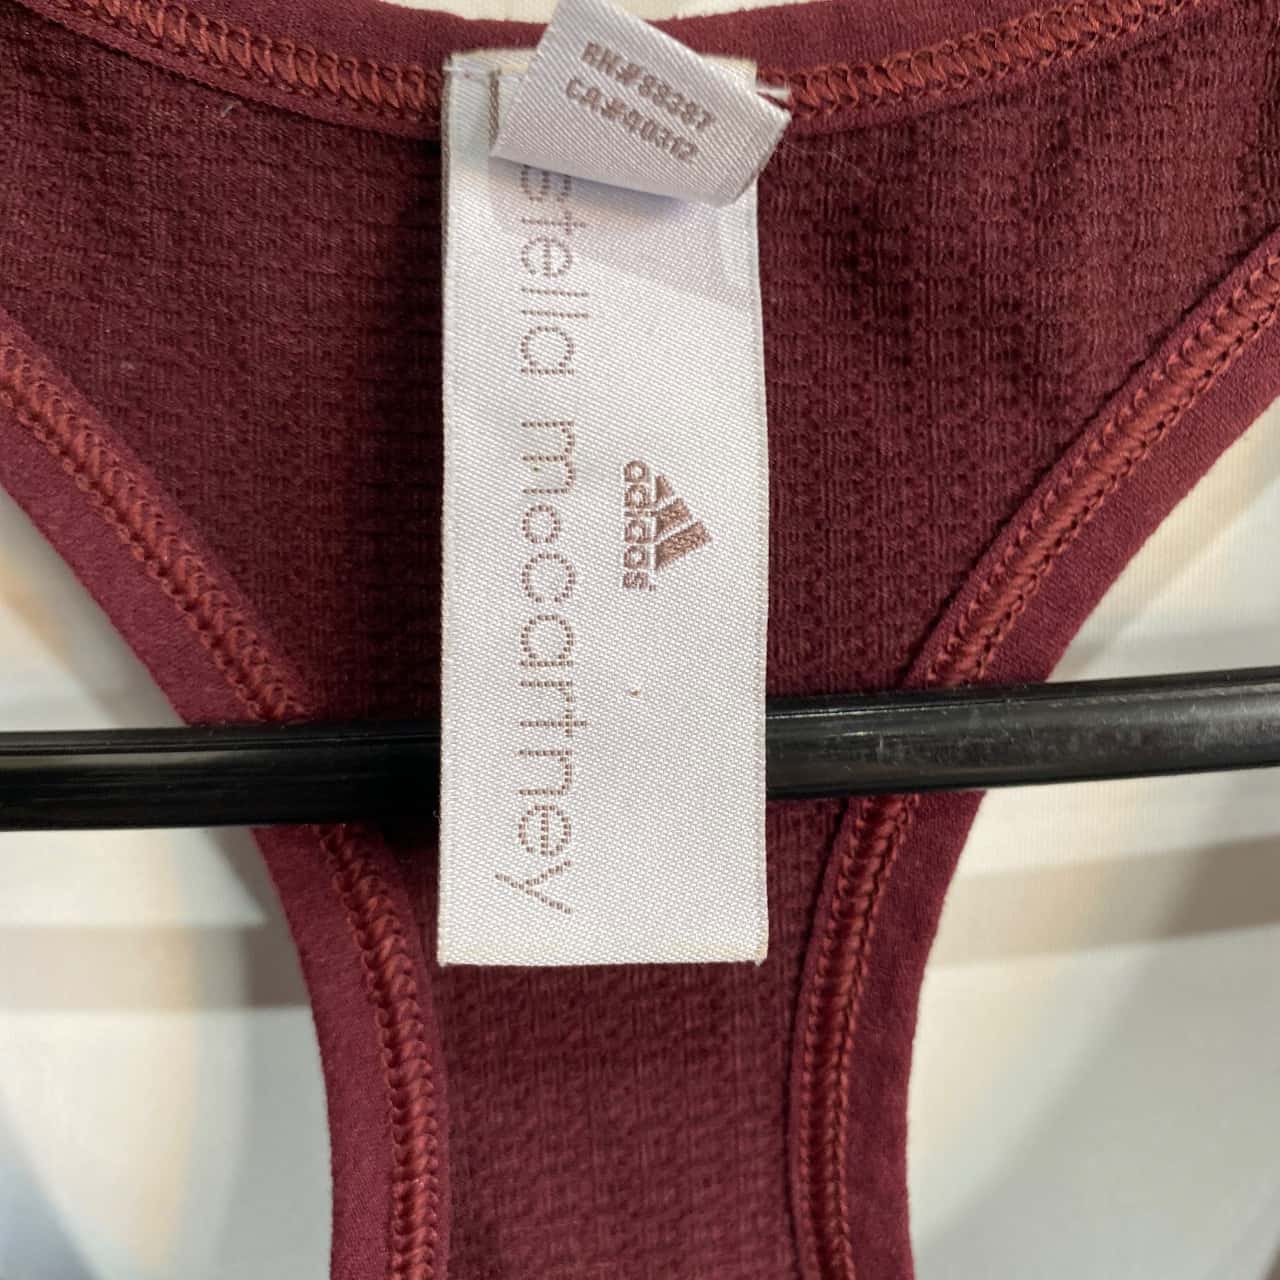 RN#88387
CA#40312
stella mccartney
adidas